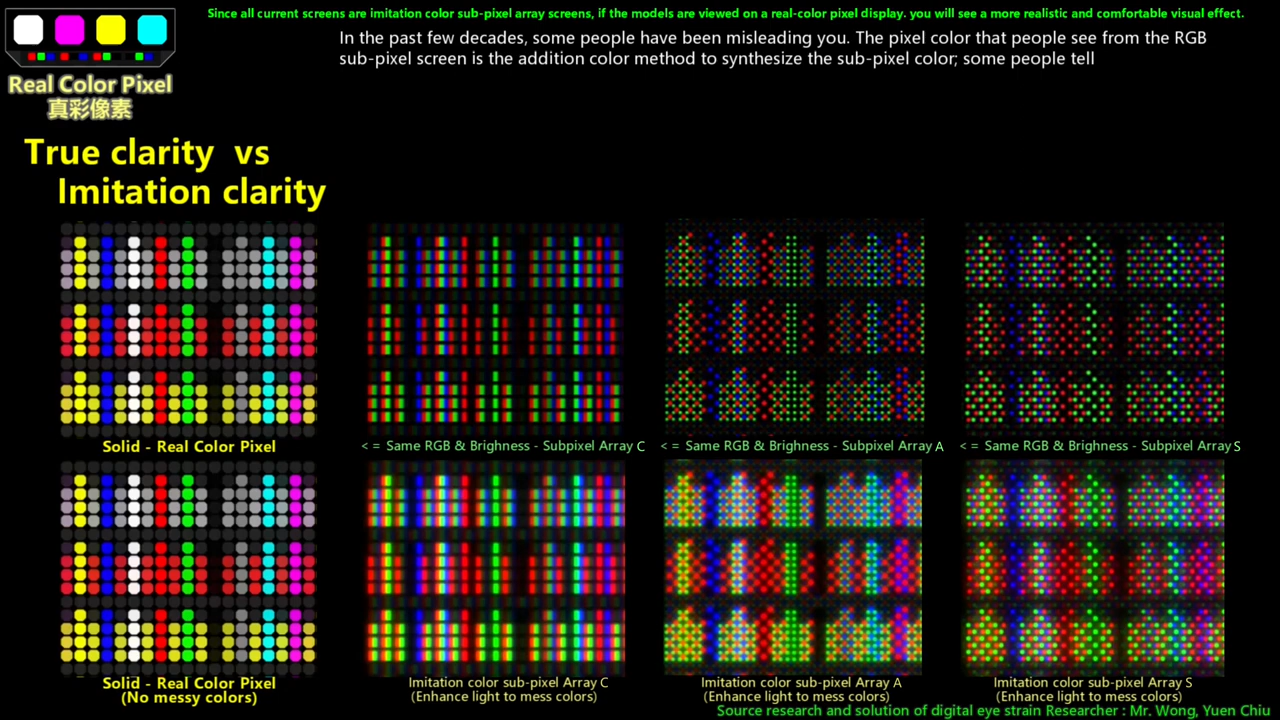 Since all current screens are imitation color sub-pixel array screens, if the models are viewed on a real-color pixel display. you will see a more realistic and comfortable visual effect.
In the past few decades, some people have been misleading you. The pixel color that people see from the RGB
sub-pixel screen is the addition color method to synthesize the sub-pixel color; some people tell
Real Color Pixel
真彩像素
True clarity vs
Imitation clarity
Solid - Real Color Pixel
< = Same RGB & Brighness - Subpixel Array C
< = Same RGB & Brighness - Subpixel Array A
< = Same RGB & Brighness - Subpixel Array S
Solid - Real Color Pixel
(No messy colors)
Imitation color sub-pixel Array C
(Enhance light to mess colors)
Imitation color sub-pixel Array A
(Enhance light to mess colors)
Imitation color sub-pixel Array S
(Enhance light to mess colors)
Source research and solution of digital eye strain Researcher : Mr. Wong, Yuen Chiu